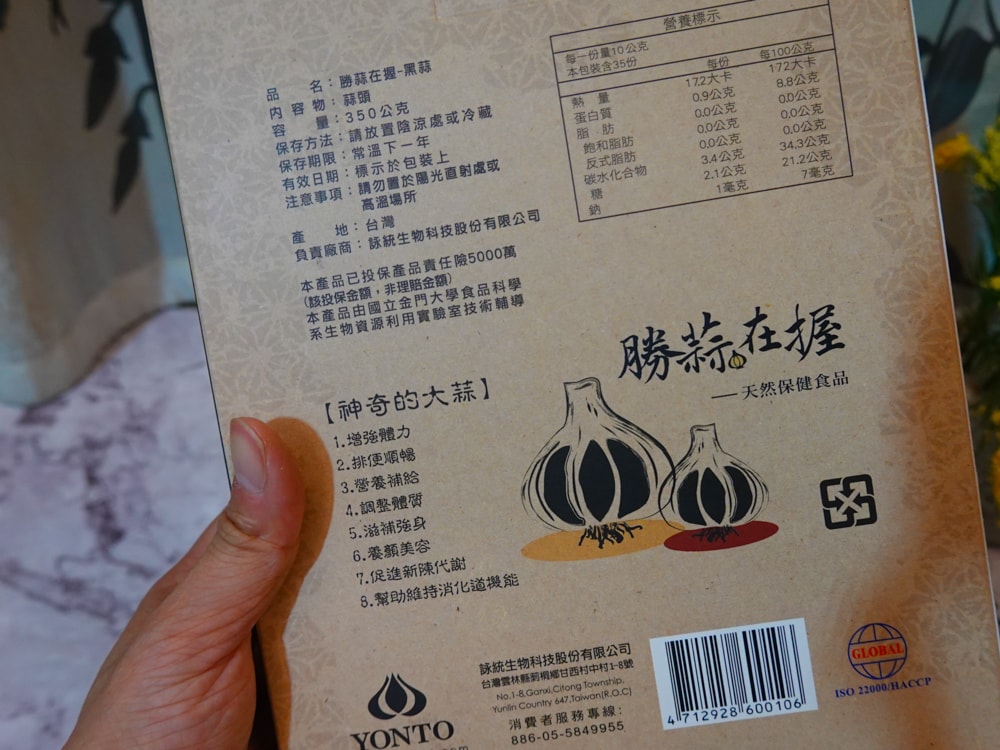 品名：勝蒜在握-黑蒜
內容物：蒜頭
容量：350公克
保存方法：請放置陰涼處或冷藏
保存期限：常溫下一年
有效日期：標示於包裝上
注意事項：請勿置於陽光直射處或
高溫場所
產地：台灣
負責廠商：詠統生物科技股份有限公司
本產品已投保產品責任險5000萬
(該投保金額，非理賠金額)
本產品由國立金門大學食品科學
系生物資源利用實驗室技術輔導
營養標示
每一份量10公克
本包裝含35份
每份 每100公克
熱量 17.2大卡 172大卡
蛋白質 0.9公克 8.8公克
脂肪 0.0公克 0.0公克
飽和脂肪 0.0公克 0.0公克
反式脂肪 0.0公克 0.0公克
碳水化合物 3.4公克 34.3公克
糖 2.1公克 21.2公克
鈉 1毫克 7毫克
勝蒜在握
—天然保健食品
【神奇的大蒜】
1.增強體力
2.排便順暢
3.營養補給
4.調整體質
5.滋補強身
6.養顏美容
7.促進新陳代謝
8.幫助維持消化道機能
YONTO
詠統生物科技股份有限公司
台灣雲林縣莿桐鄉甘西村中村1-8號
No.1-8,Ganxi,Citong Township,
Yunlin Country 647,Taiwan(R.O.C)
消費者服務專線：
886-05-5849955
4 712928 600106
GLOBAL
ISO 22000/HACCP